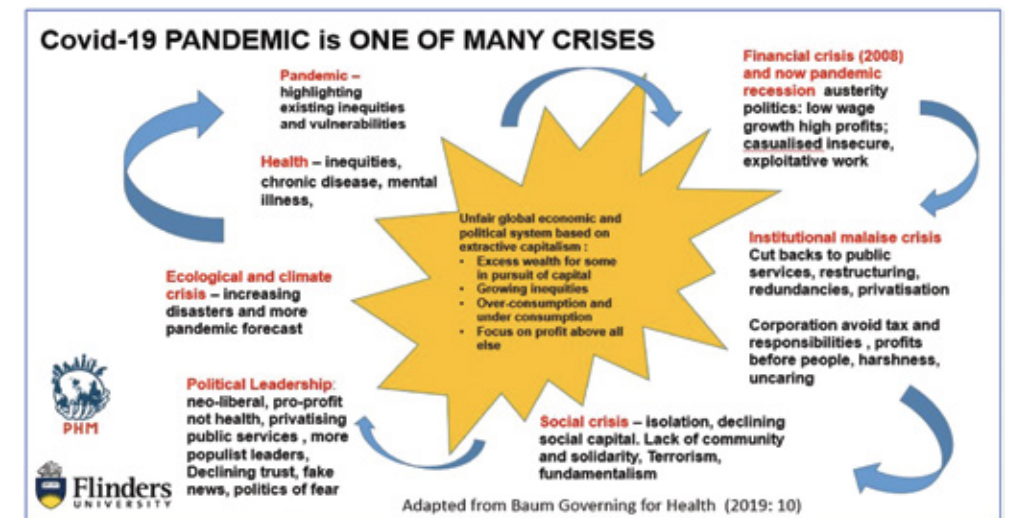 Covid-19 PANDEMIC is ONE OF MANY CRISES
Pandemic –
highlighting
existing inequities
and vulnerabilities
Health – inequities,
chronic disease, mental
illness,
Financial crisis (2008)
and now pandemic
recession austerity
politics: low wage
growth high profits;
casualised insecure,
exploitative work
Institutional malaise crisis
Cut backs to public
services, restructuring,
redundancies, privatisation
Corporation avoid tax and
responsibilities , profits
before people, harshness,
uncaring
Social crisis – isolation, declining
social capital. Lack of community
and solidarity, Terrorism,
fundamentalism
Political Leadership:
neo-liberal, pro-profit
not health, privatising
public services , more
populist leaders,
Declining trust, fake
news, politics of fear
Ecological and climate
crisis – increasing
disasters and more
pandemic forecast
Unfair global economic and
political system based on
extractive capitalism :
• Excess wealth for some
in pursuit of capital
• Growing inequities
• Over-consumption and
under consumption
• Focus on profit above all
else
PHM
Flinders
UNIVERSITY
Adapted from Baum Governing for Health (2019: 10)